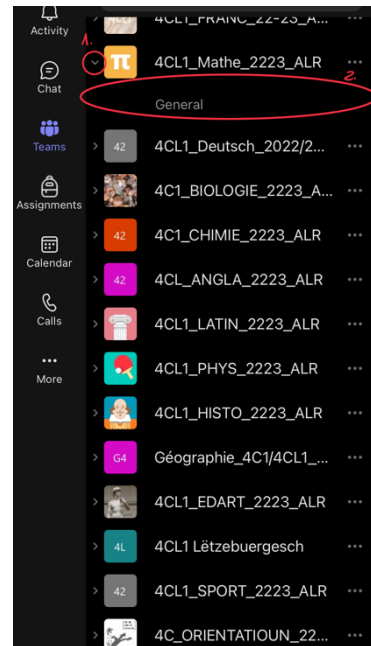 Activity
Chat
Teams
Assignments
Calendar
Calls
More
4CL1_FRANC_22-23_A...
1.
π 4CL1_Mathe_2223_ALR
2.
General
42 4CL1_Deutsch_2022/2...
4C1_BIOLOGIE_2223_A...
42 4C1_CHIMIE_2223_ALR
42 4CL_ANGLA_2223_ALR
4CL1_LATIN_2223_ALR
4CL1_PHYS_2223_ALR
4CL1_HISTO_2223_ALR
G4 Géographie_4C1/4CL1_...
4CL1_EDART_2223_ALR
4L 4CL1 Lëtzebuergesch
42 4CL1_SPORT_2223_ALR
4C_ORIENTATIOUN_22...